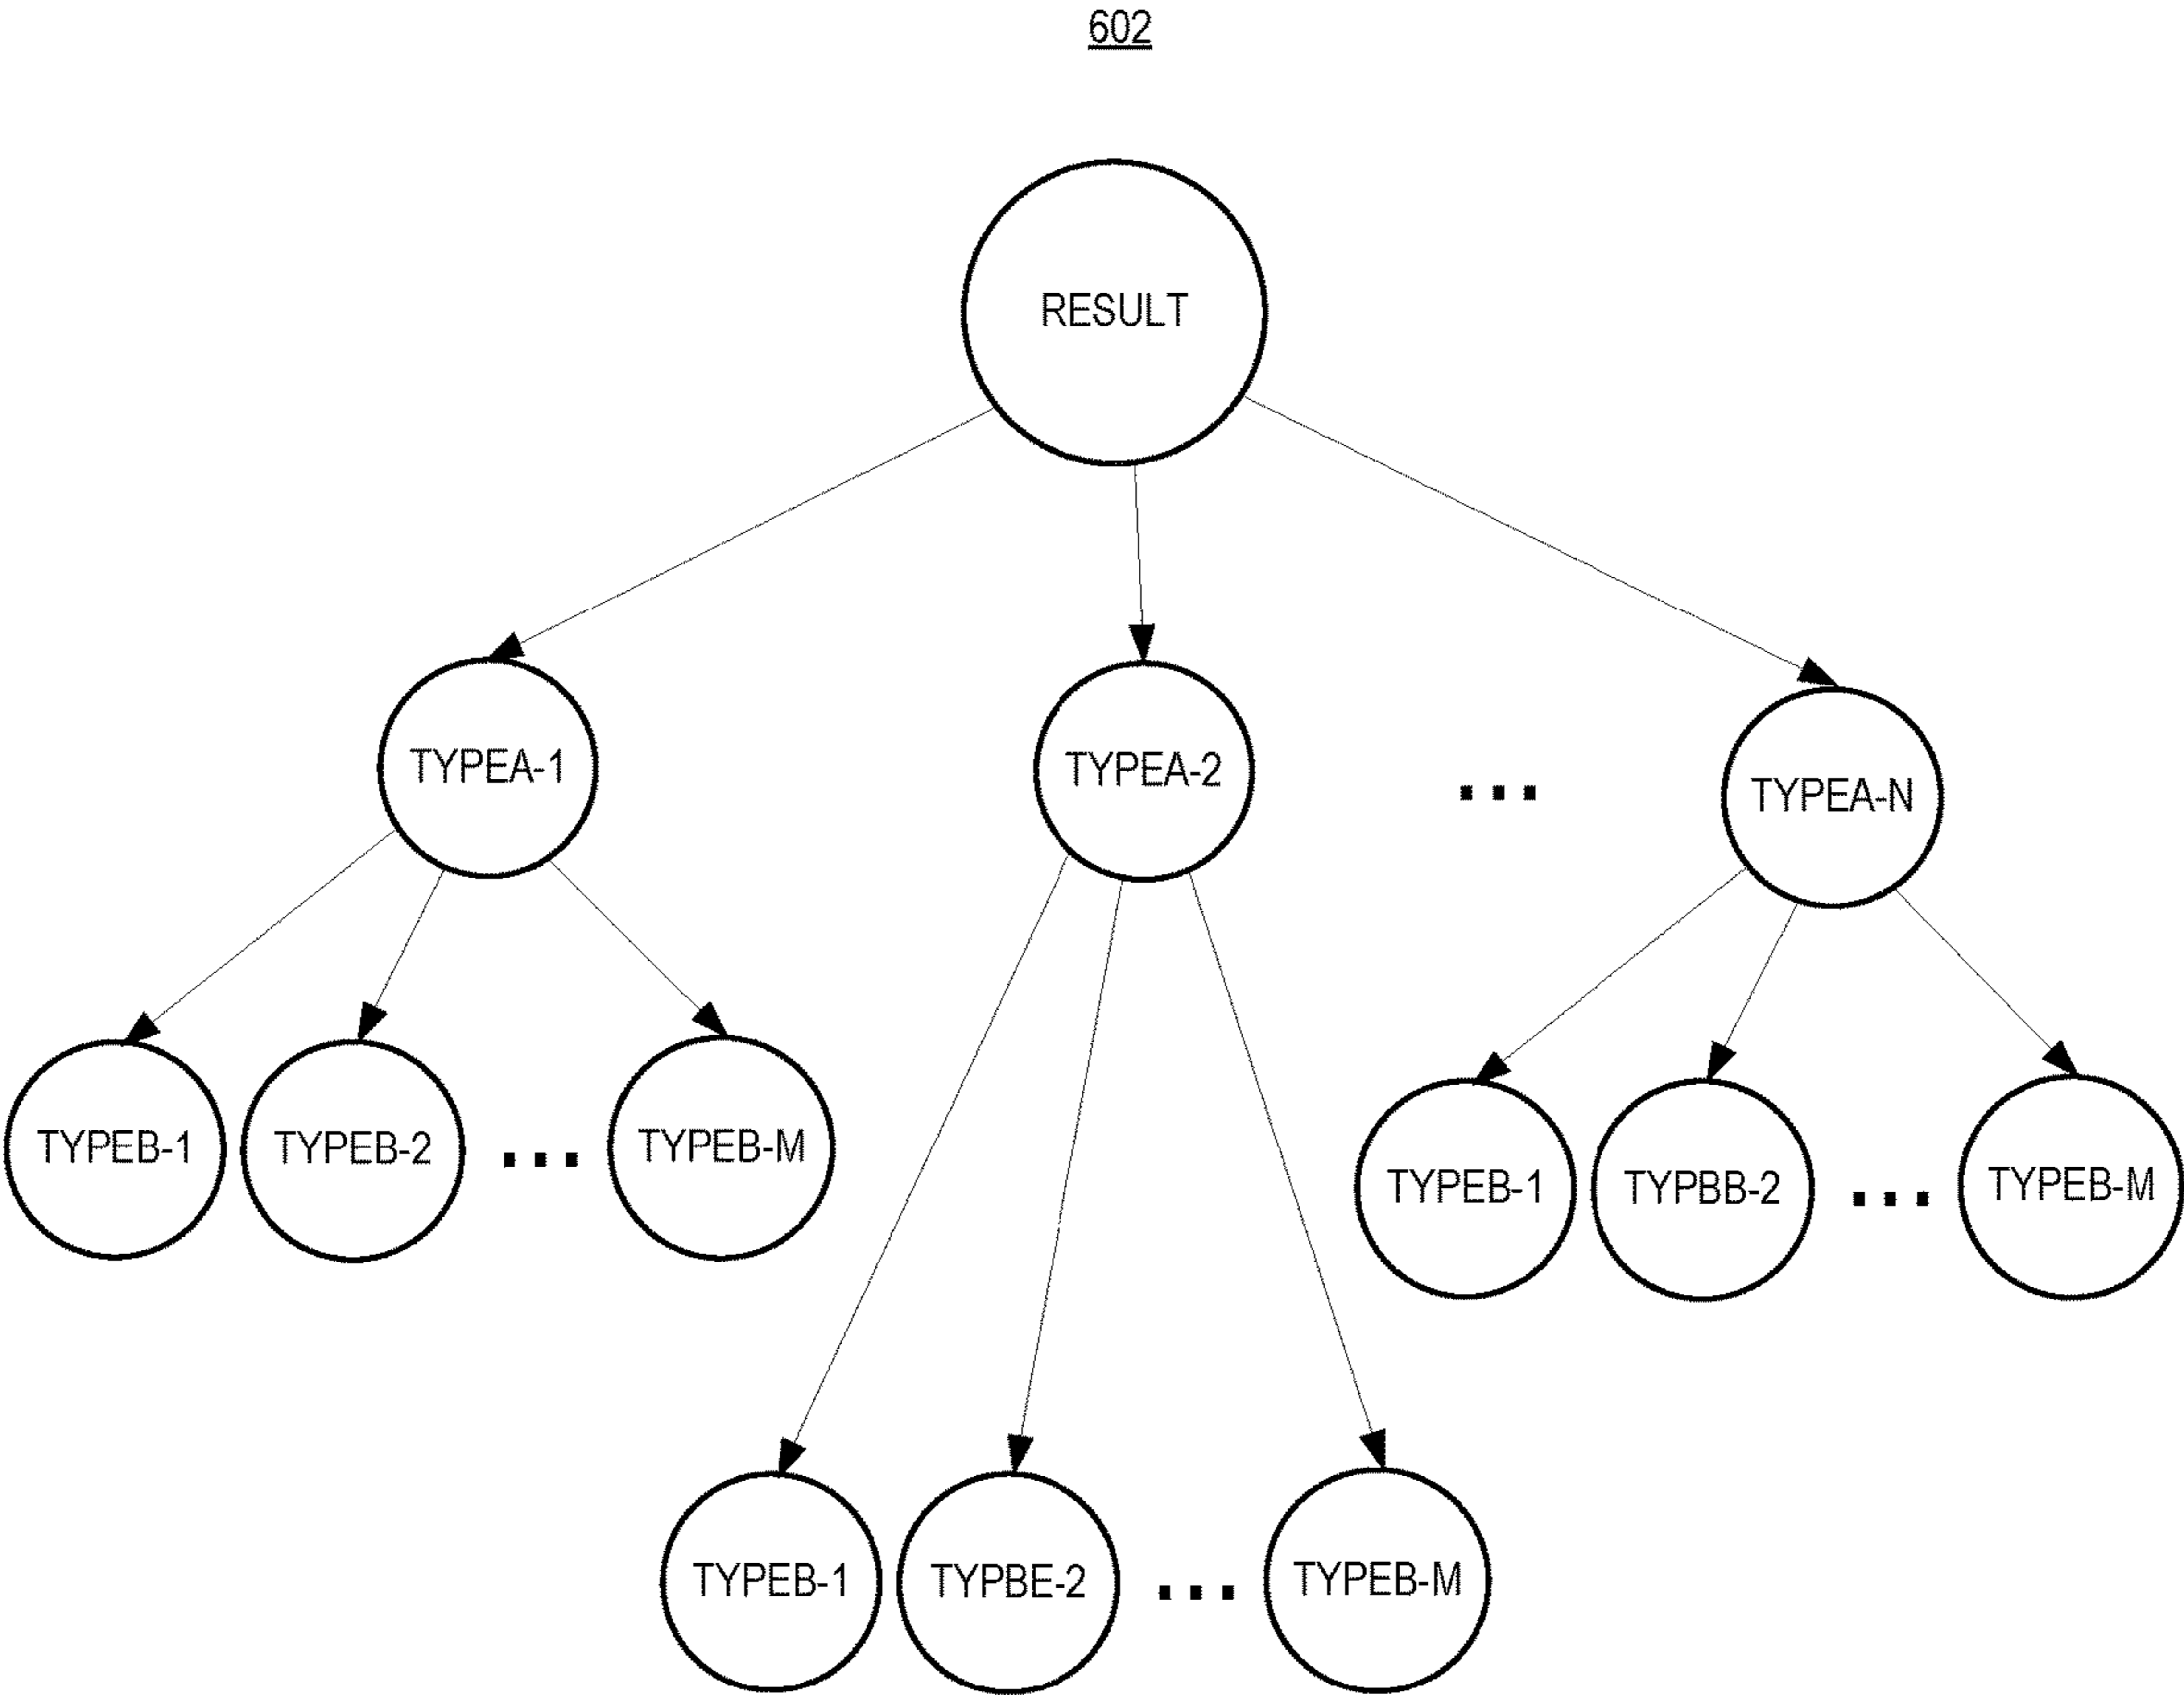 602
RESULT
TYPEA-1
TYPEA-2
...
TYPEA-N
TYPEB-1
TYPEB-2
...
TYPEB-M
TYPEB-1
TYPBB-2
...
TYPEB-M
TYPEB-1
TYPBE-2
...
TYPEB-M